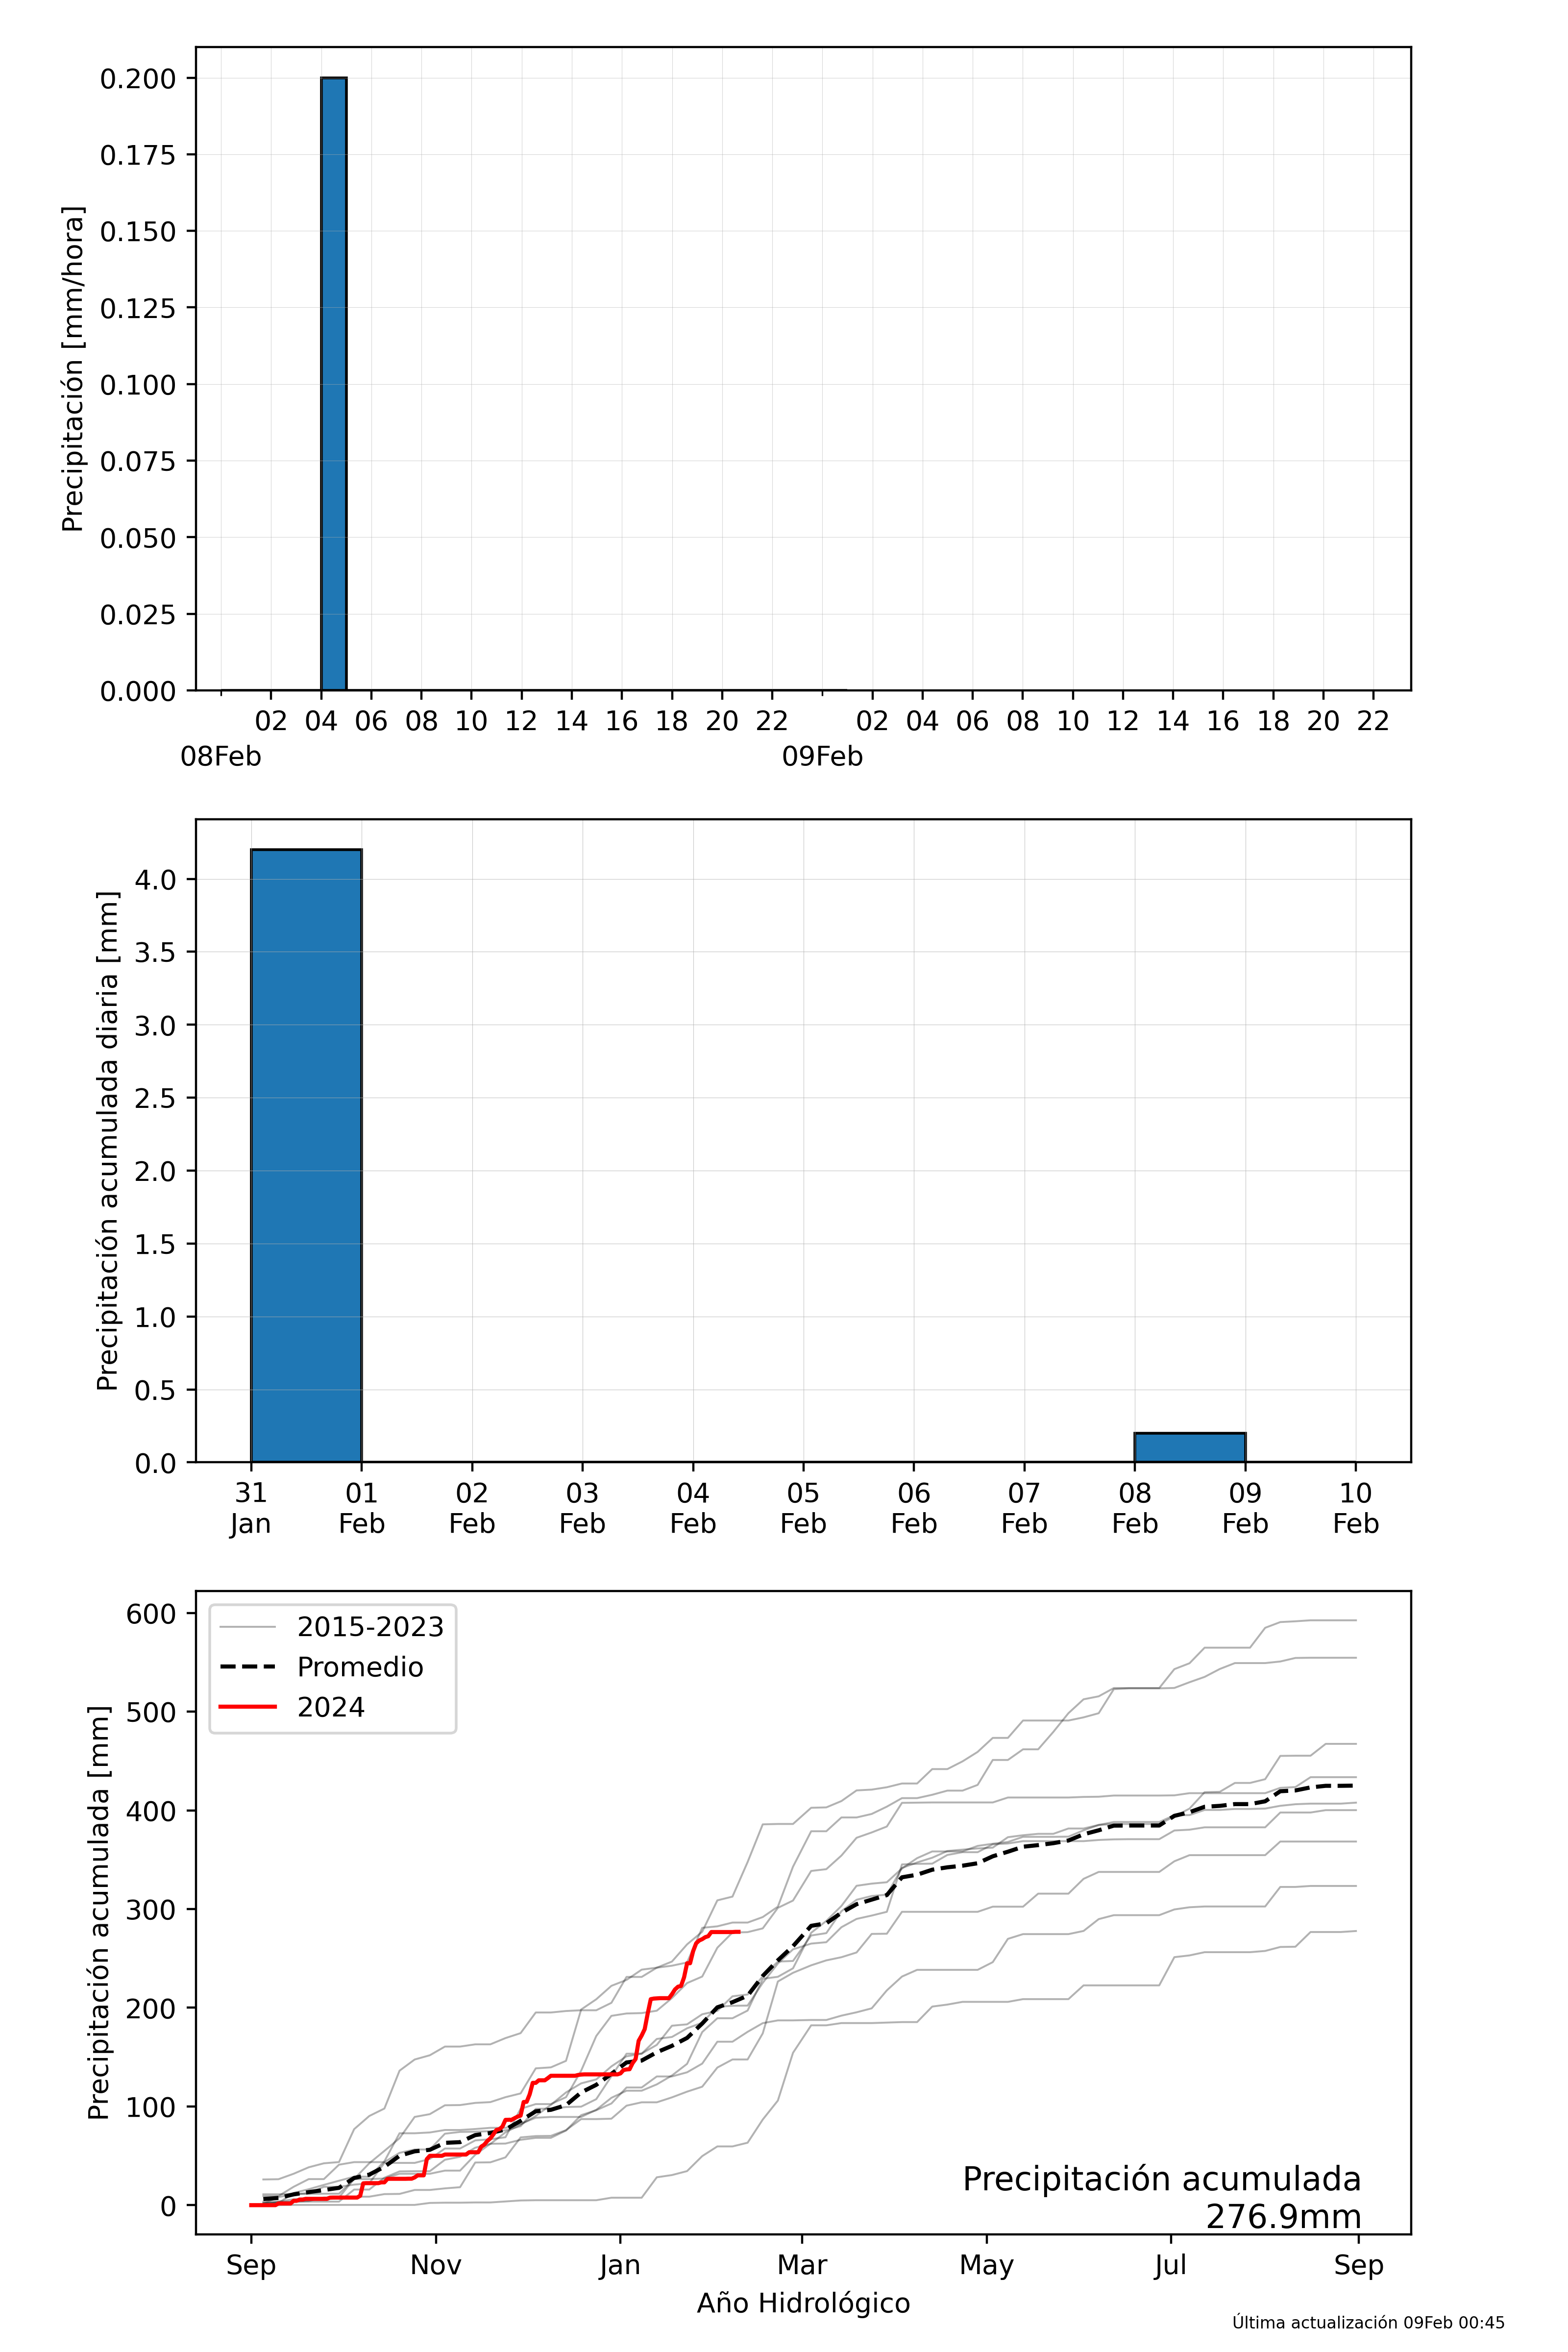 Precipitación [mm/hora]
0.200
0.175
0.150
0.125
0.100
0.075
0.050
0.025
0.000
02 04 06 08 10 12 14 16 18 20 22 02 04 06 08 10 12 14 16 18 20 22
08Feb 09Feb
Precipitación acumulada diaria [mm]
4.0
3.5
3.0
2.5
2.0
1.5
1.0
0.5
0.0
31 01 02 03 04 05 06 07 08 09 10
Jan Feb Feb Feb Feb Feb Feb Feb Feb Feb Feb
Precipitación acumulada [mm]
600
500
400
300
200
100
0
2015-2023
Promedio
2024
Precipitación acumulada
276.9mm
Sep Nov Jan Mar May Jul Sep
Año Hidrológico
Última actualización 09Feb 00:45